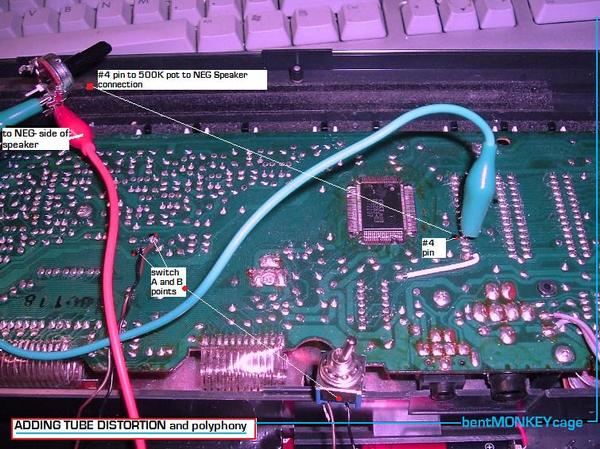 #4 pin to 500K pot to NEG Speaker
connection
to NEG- side of
speaker
#4
pin
switch
A and B
points
ADDING TUBE DISTORTION and polyphony
bentMONKEYcage